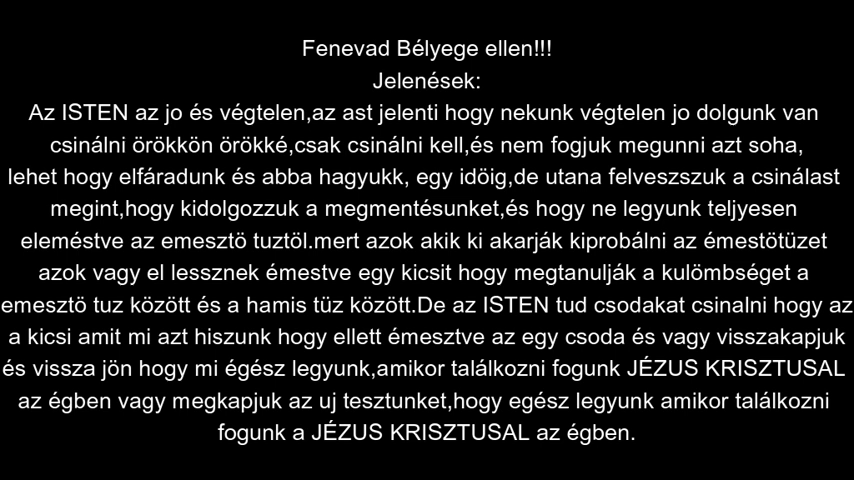 Fenevad Bélyege ellen!!!
Jelenések:
Az ISTEN az jo és végtelen,az ast jelenti hogy nekunk végtelen jo dolgunk van
csinálni örökkön örökké,csak csinálni kell,és nem fogjuk megunni azt soha,
lehet hogy elfáradunk és abba hagyukk, egy idöig,de utana felveszszuk a csinálast
megint,hogy kidolgozzuk a megmentésunket,és hogy ne legyunk teljyesen
eleméstve az emesztö tuztöl.mert azok akik ki akarják kiprobálni az émestötüzet
azok vagy el lessznek émestve egy kicsit hogy megtanulják a kulömbséget a
emesztö tuz között és a hamis tüz között.De az ISTEN tud csodakat csinalni hogy az
a kicsi amit mi azt hiszunk hogy ellett émesztve az egy csoda és vagy visszakapjuk
és vissza jön hogy mi égész legyunk,amikor találkozni fogunk JÉZUS KRISZTUSAL
az égben vagy megkapjuk az uj tesztunket,hogy egész legyunk amikor találkozni
fogunk a JÉZUS KRISZTUSAL az égben.